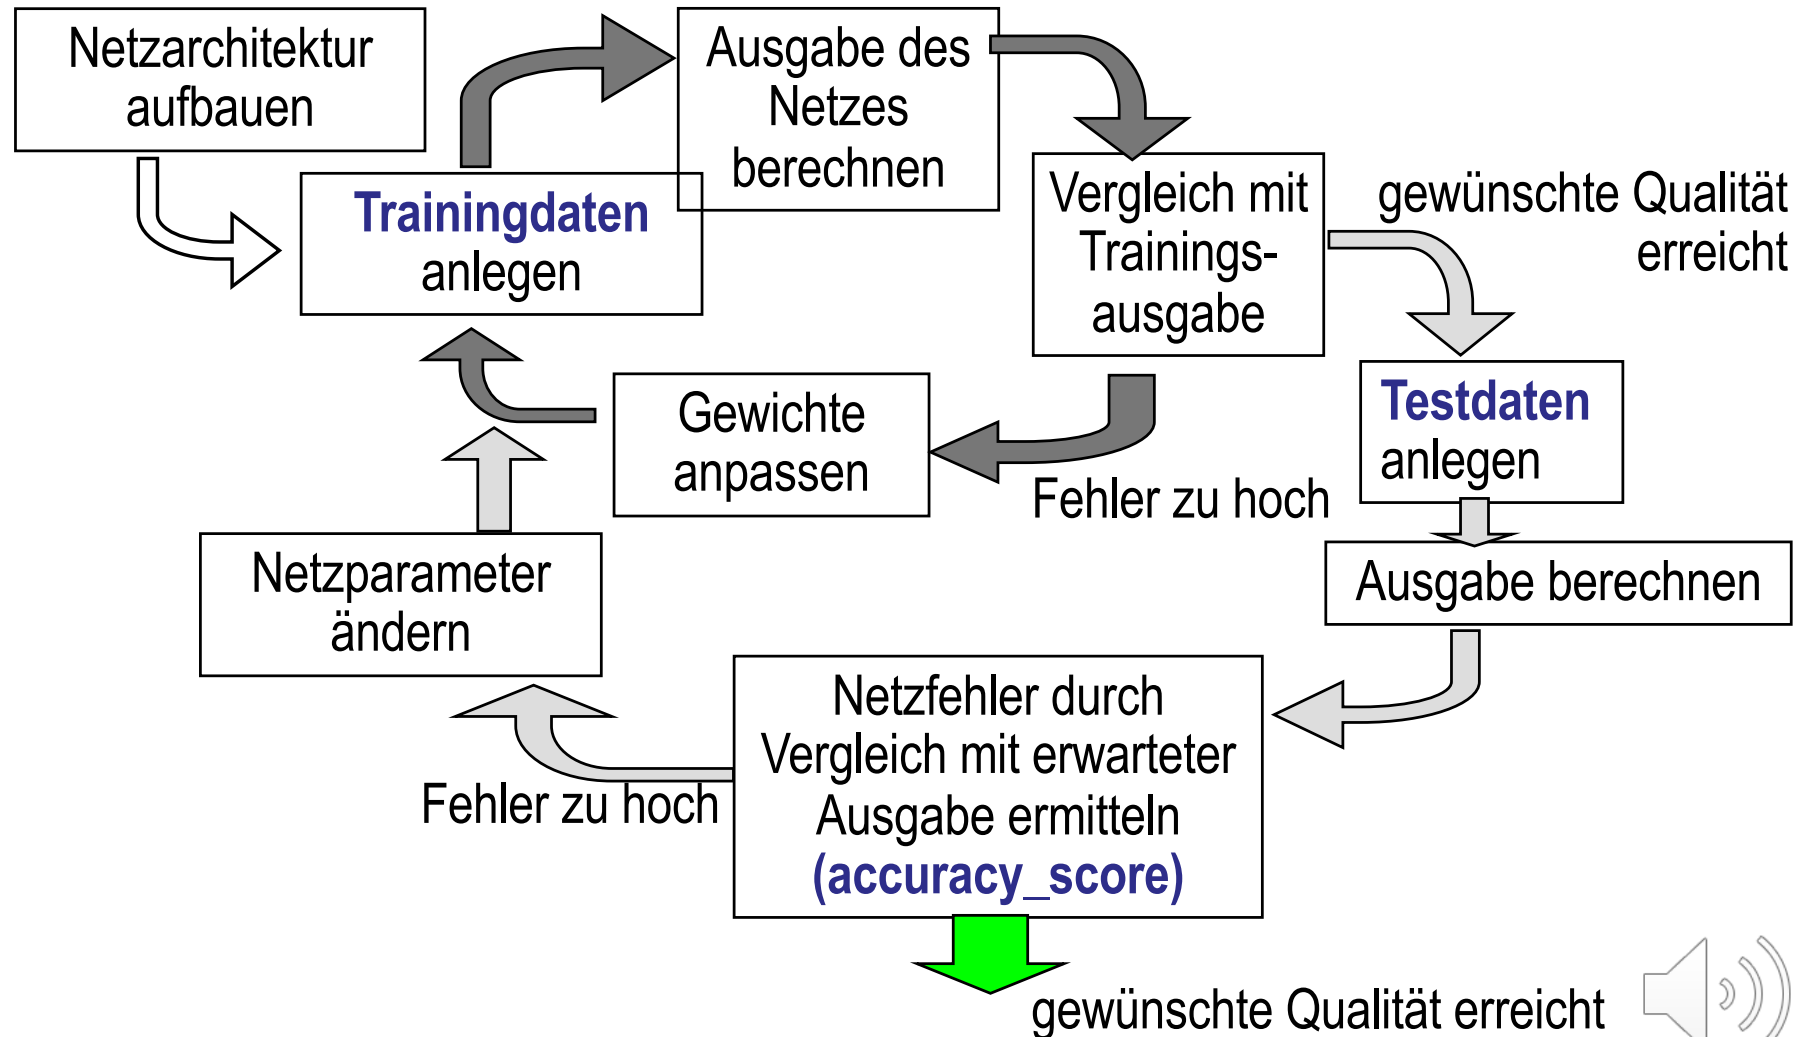 Netzarchitektur
aufbauen
Ausgabe des
Netzes
berechnen
Trainingdaten
anlegen
Vergleich mit
Trainings-
ausgabe
gewünschte Qualität
erreicht
Testdaten
anlegen
Gewichte
anpassen
Fehler zu hoch
Netzparameter
ändern
Ausgabe berechnen
Netzfehler durch
Vergleich mit erwarteter
Ausgabe ermitteln
(accuracy_score)
Fehler zu hoch
gewünschte Qualität erreicht